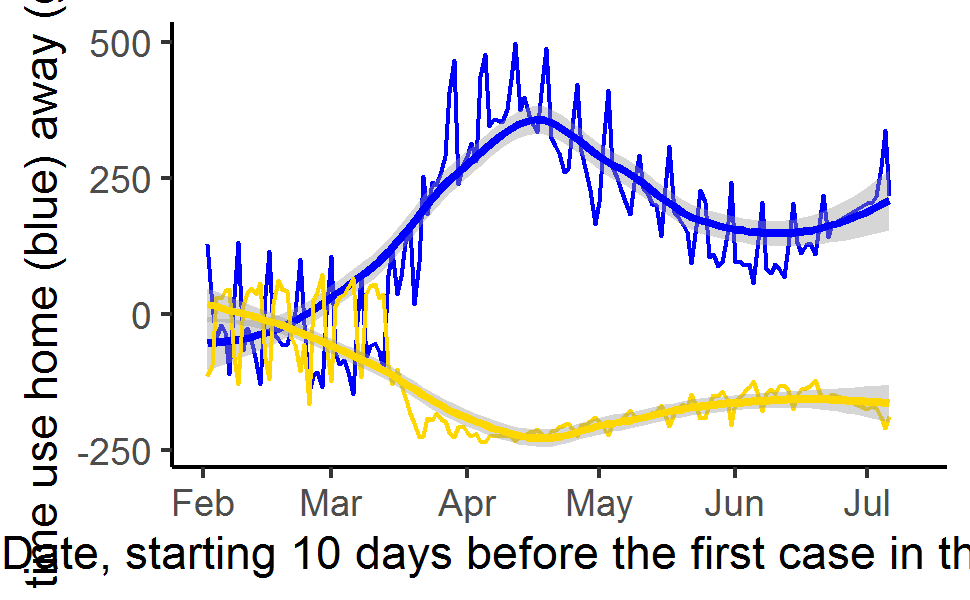 time use home (blue) away (
500
250
0
-250
Feb Mar Apr May Jun Jul
Date, starting 10 days before the first case in th